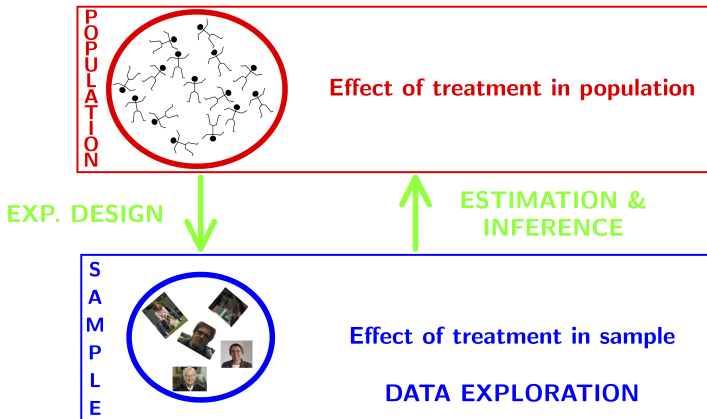 POPULATION
Effect of treatment in population
EXP. DESIGN
ESTIMATION &
INFERENCE
SAMPLE
Effect of treatment in sample
DATA EXPLORATION